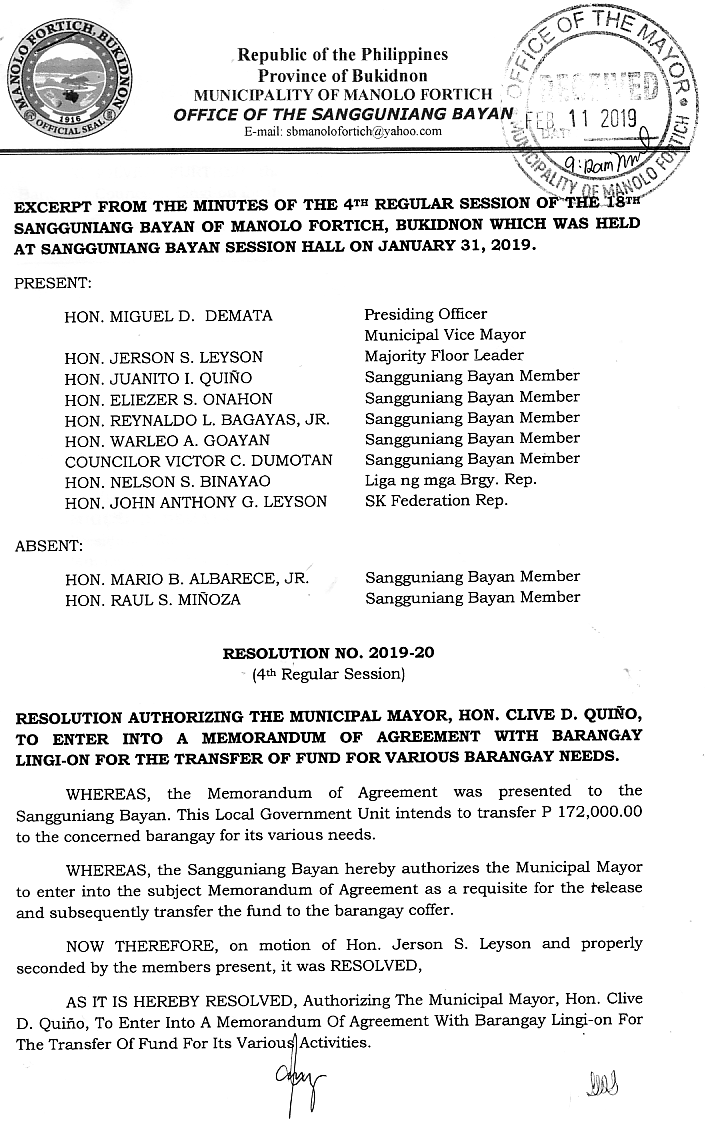 MANOLO FORTICH, BUKIDNON
1916
OFFICIAL SEAL
Republic of the Philippines
Province of Bukidnon
MUNICIPALITY OF MANOLO FORTICH
OFFICE OF THE SANGGUNIANG BAYAN
E-mail: sbmanolofortich@yahoo.com
OFFICE OF THE MAYOR
RECEIVED
FEB 11 2019
MUNICIPALITY OF MANOLO FORTICH
EXCERPT FROM THE MINUTES OF THE 4TH REGULAR SESSION OF THE 18TH
SANGGUNIANG BAYAN OF MANOLO FORTICH, BUKIDNON WHICH WAS HELD
AT SANGGUNIANG BAYAN SESSION HALL ON JANUARY 31, 2019.
PRESENT:
HON. MIGUEL D. DEMATA Presiding Officer
Municipal Vice Mayor
HON. JERSON S. LEYSON Majority Floor Leader
HON. JUANITO I. QUIÑO Sangguniang Bayan Member
HON. ELIEZER S. ONAHON Sangguniang Bayan Member
HON. REYNALDO L. BAGAYAS, JR. Sangguniang Bayan Member
HON. WARLEO A. GOAYAN Sangguniang Bayan Member
COUNCILOR VICTOR C. DUMOTAN Sangguniang Bayan Member
HON. NELSON S. BINAYAO Liga ng mga Brgy. Rep.
HON. JOHN ANTHONY G. LEYSON SK Federation Rep.
ABSENT:
HON. MARIO B. ALBARECE, JR. Sangguniang Bayan Member
HON. RAUL S. MIÑOZA Sangguniang Bayan Member
RESOLUTION NO. 2019-20
(4th Regular Session)
RESOLUTION AUTHORIZING THE MUNICIPAL MAYOR, HON. CLIVE D. QUIÑO,
TO ENTER INTO A MEMORANDUM OF AGREEMENT WITH BARANGAY
LINGI-ON FOR THE TRANSFER OF FUND FOR VARIOUS BARANGAY NEEDS.
WHEREAS, the Memorandum of Agreement was presented to the
Sangguniang Bayan. This Local Government Unit intends to transfer P 172,000.00
to the concerned barangay for its various needs.
WHEREAS, the Sangguniang Bayan hereby authorizes the Municipal Mayor
to enter into the subject Memorandum of Agreement as a requisite for the release
and subsequently transfer the fund to the barangay coffer.
NOW THEREFORE, on motion of Hon. Jerson S. Leyson and properly
seconded by the members present, it was RESOLVED,
AS IT IS HEREBY RESOLVED, Authorizing The Municipal Mayor, Hon. Clive
D. Quiño, To Enter Into A Memorandum Of Agreement With Barangay Lingi-on For
The Transfer Of Fund For Its Various Activities.